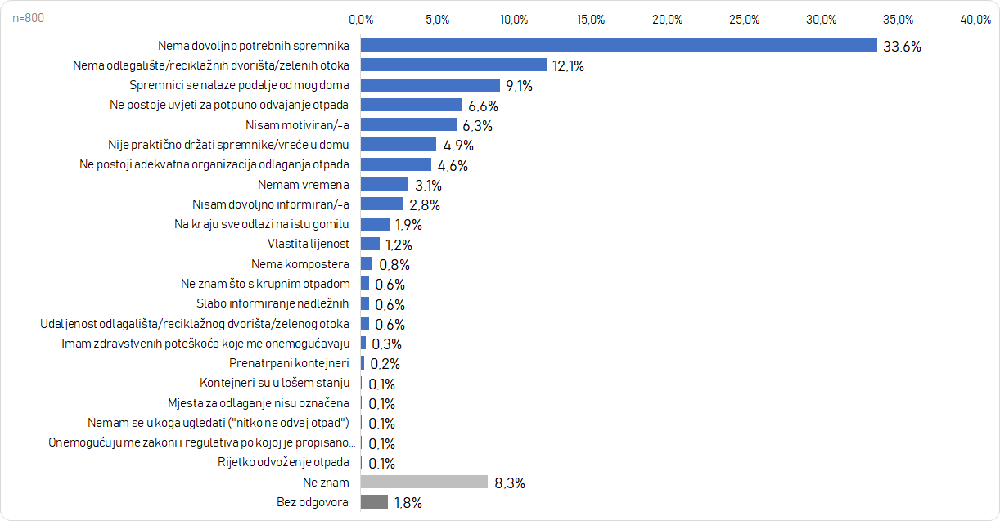 n=800
0,0% 5,0% 10,0% 15,0% 20,0% 25,0% 30,0% 35,0% 40,0%
Nema dovoljno potrebnih spremnika 33,6%
Nema odlagališta/reciklažnih dvorišta/zelenih otoka 12,1%
Spremnici se nalaze podalje od mog doma 9,1%
Ne postoje uvjeti za potpuno odvajanje otpada 6,6%
Nisam motiviran/-a 6,3%
Nije praktično držati spremnike/vreće u domu 4,9%
Ne postoji adekvatna organizacija odlaganja otpada 4,6%
Nemam vremena 3,1%
Nisam dovoljno informiran/-a 2,8%
Na kraju sve odlazi na istu gomilu 1,9%
Vlastita lijenost 1,2%
Nema kompostera 0,8%
Ne znam što s krupnim otpadom 0,6%
Slabo informiranje nadležnih 0,6%
Udaljenost odlagališta/reciklažnog dvorišta/zelenog otoka 0,6%
Imam zdravstvenih poteškoća koje me onemogućavaju 0,3%
Prenatrpani kontejneri 0,2%
Kontejneri su u lošem stanju 0,1%
Mjesta za odlaganje nisu označena 0,1%
Nemam se u koga ugledati ("nitko ne odvaj otpad") 0,1%
Onemogućuju me zakoni i regulativa po kojoj je propisano... 0,1%
Rijetko odvoženje otpada 0,1%
Ne znam 8,3%
Bez odgovora 1,8%